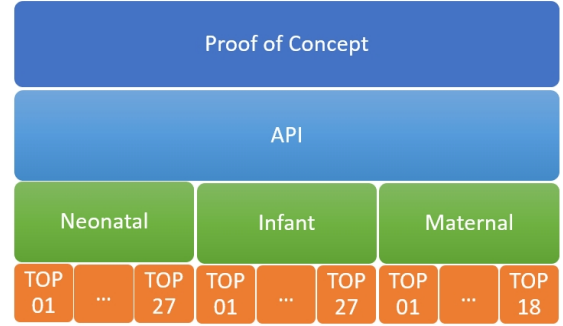 Proof of Concept
API
Neonatal Infant Maternal
TOP ... TOP TOP ... TOP TOP ... TOP
01 27 01 27 01 18